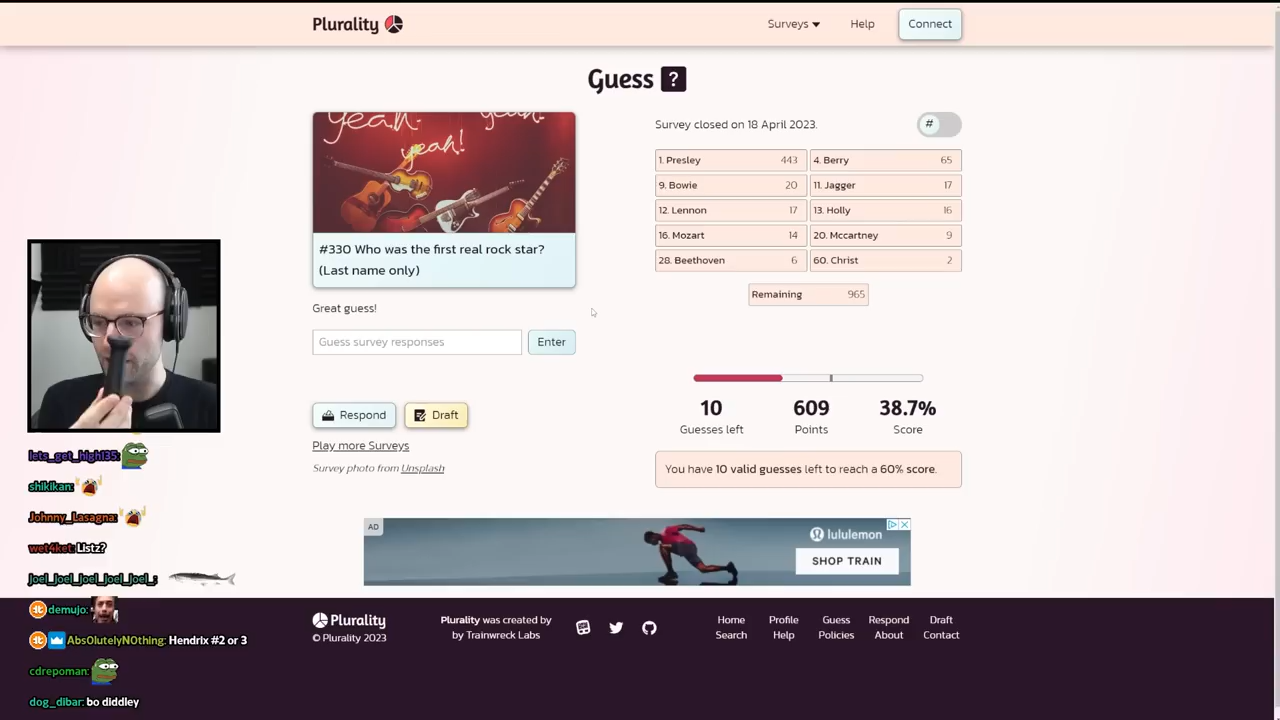 Plurality
Surveys
Help
Connect
Guess ?
yeah!
yeah!
#330 Who was the first real rock star?
(Last name only)
Great guess!
Guess survey responses
Enter
Respond
Draft
Play more Surveys
Survey photo from Unsplash
Survey closed on 18 April 2023.
#
1. Presley 443
4. Berry 65
9. Bowie 20
11. Jagger 17
12. Lennon 17
13. Holly 16
16. Mozart 14
20. Mccartney 9
28. Beethoven 6
60. Christ 2
Remaining 965
10
Guesses left
609
Points
38.7%
Score
You have 10 valid guesses left to reach a 60% score.
AD
lululemon
SHOP TRAIN
lets_get_high135:
shikikan:
Johnny_Lasagna:
wet4ket: Listz?
joel_joel_joel_joel_joel_:
demujo:
AbsOlutelyNOthing: Hendrix #2 or 3
cdrepoman:
dog_dibar: bo diddley
Plurality
© Plurality 2023
Plurality was created by
by Trainwreck Labs
Home
Search
Profile
Help
Guess
Policies
Respond
About
Draft
Contact